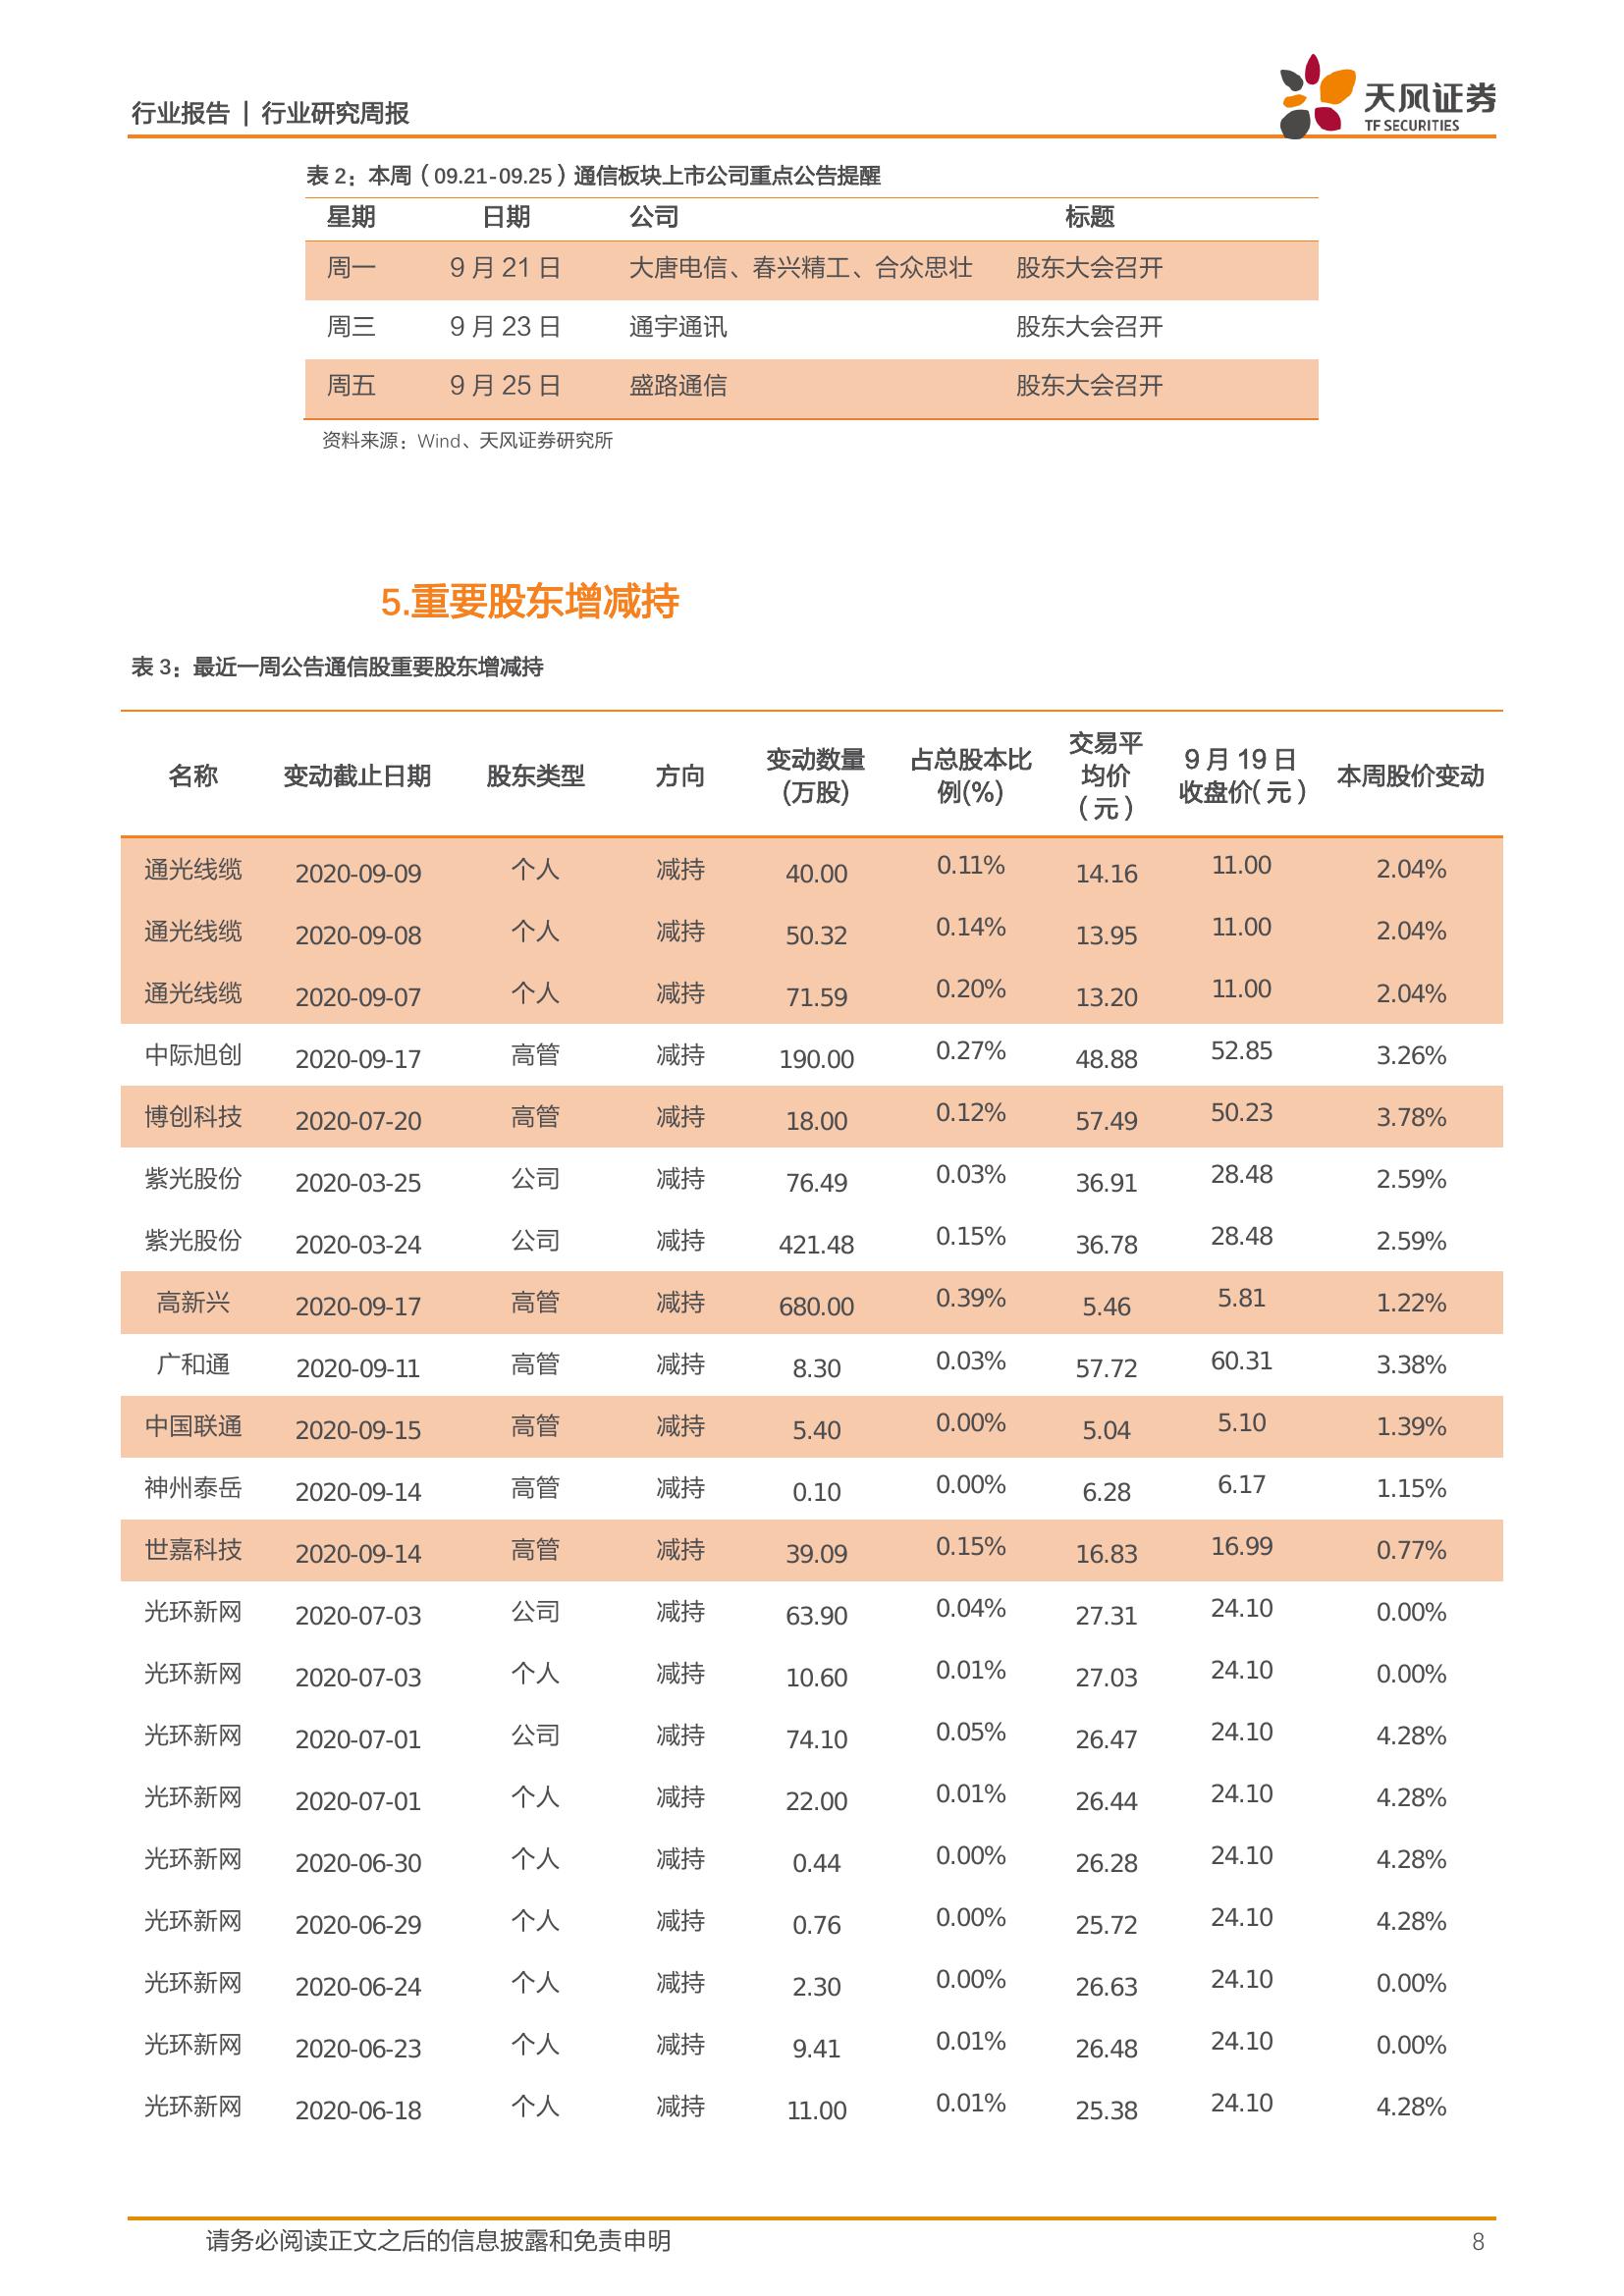 行业报告 | 行业研究周报
天风证券
TF SECURITIES
表 2：本周（09.21-09.25）通信板块上市公司重点公告提醒
星期 日期 公司 标题
周一 9 月 21 日 大唐电信、春兴精工、合众思壮 股东大会召开
周三 9 月 23 日 通宇通讯 股东大会召开
周五 9 月 25 日 盛路通信 股东大会召开
资料来源：Wind、天风证券研究所
5.重要股东增减持
表 3：最近一周公告通信股重要股东增减持
名称 变动截止日期 股东类型 方向 变动数量(万股) 占总股本比例(%) 交易平均价（元） 9 月 19 日收盘价(元) 本周股价变动
通光线缆 2020-09-09 个人 减持 40.00 0.11% 14.16 11.00 2.04%
通光线缆 2020-09-08 个人 减持 50.32 0.14% 13.95 11.00 2.04%
通光线缆 2020-09-07 个人 减持 71.59 0.20% 13.20 11.00 2.04%
中际旭创 2020-09-17 高管 减持 190.00 0.27% 48.88 52.85 3.26%
博创科技 2020-07-20 高管 减持 18.00 0.12% 57.49 50.23 3.78%
紫光股份 2020-03-25 公司 减持 76.49 0.03% 36.91 28.48 2.59%
紫光股份 2020-03-24 公司 减持 421.48 0.15% 36.78 28.48 2.59%
高新兴 2020-09-17 高管 减持 680.00 0.39% 5.46 5.81 1.22%
广和通 2020-09-11 高管 减持 8.30 0.03% 57.72 60.31 3.38%
中国联通 2020-09-15 高管 减持 5.40 0.00% 5.04 5.10 1.39%
神州泰岳 2020-09-14 高管 减持 0.10 0.00% 6.28 6.17 1.15%
世嘉科技 2020-09-14 高管 减持 39.09 0.15% 16.83 16.99 0.77%
光环新网 2020-07-03 公司 减持 63.90 0.04% 27.31 24.10 0.00%
光环新网 2020-07-03 个人 减持 10.60 0.01% 27.03 24.10 0.00%
光环新网 2020-07-01 公司 减持 74.10 0.05% 26.47 24.10 4.28%
光环新网 2020-07-01 个人 减持 22.00 0.01% 26.44 24.10 4.28%
光环新网 2020-06-30 个人 减持 0.44 0.00% 26.28 24.10 4.28%
光环新网 2020-06-29 个人 减持 0.76 0.00% 25.72 24.10 4.28%
光环新网 2020-06-24 个人 减持 2.30 0.00% 26.63 24.10 0.00%
光环新网 2020-06-23 个人 减持 9.41 0.01% 26.48 24.10 0.00%
光环新网 2020-06-18 个人 减持 11.00 0.01% 25.38 24.10 4.28%
请务必阅读正文之后的信息披露和免责申明 8